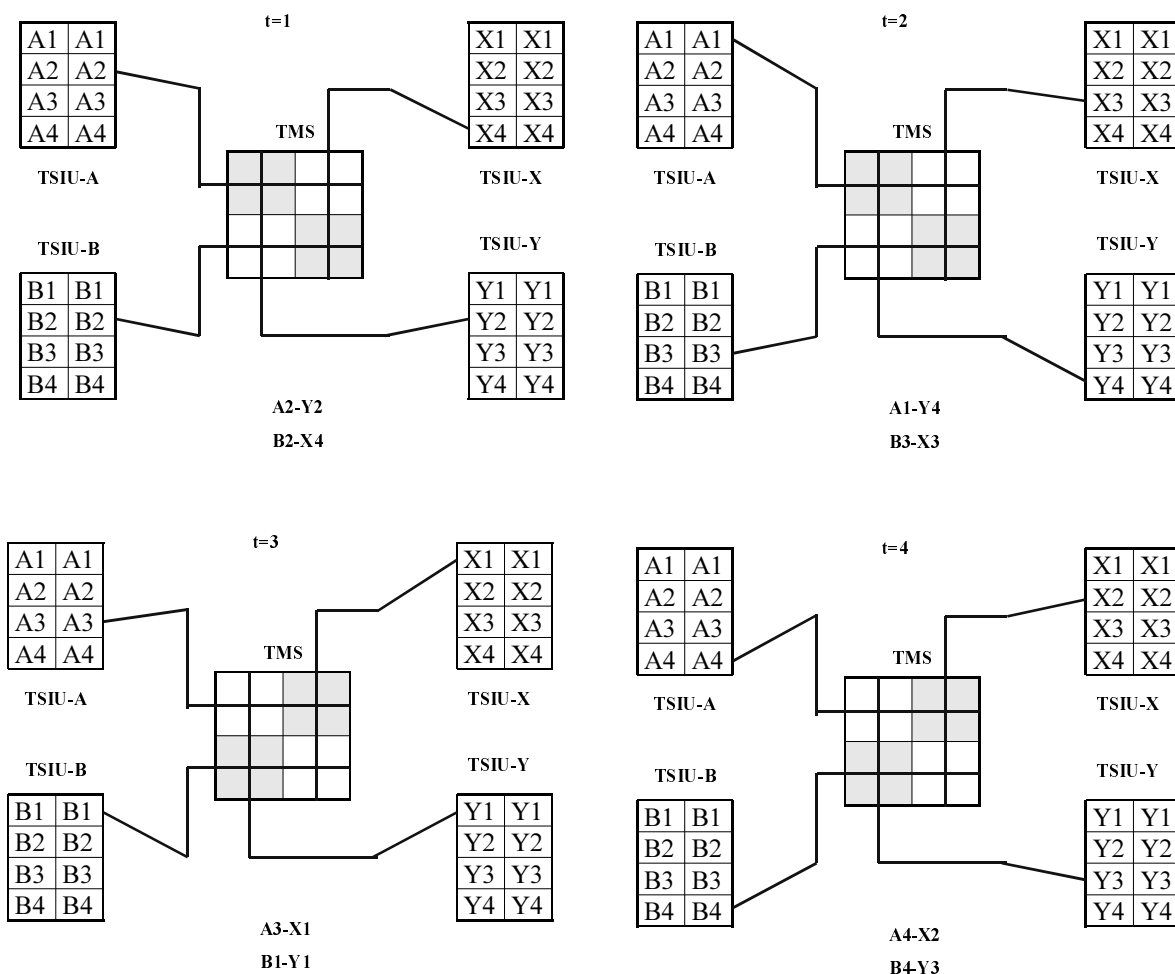 t=1
A1 A1
A2 A2
A3 A3
A4 A4
TSIU-A
X1 X1
X2 X2
X3 X3
X4 X4
TSIU-X
TMS
TSIU-B
B1 B1
B2 B2
B3 B3
B4 B4
TSIU-Y
Y1 Y1
Y2 Y2
Y3 Y3
Y4 Y4
A2-Y2
B2-X4
t=2
A1 A1
A2 A2
A3 A3
A4 A4
TSIU-A
X1 X1
X2 X2
X3 X3
X4 X4
TSIU-X
TMS
TSIU-B
B1 B1
B2 B2
B3 B3
B4 B4
TSIU-Y
Y1 Y1
Y2 Y2
Y3 Y3
Y4 Y4
A1-Y4
B3-X3
t=3
A1 A1
A2 A2
A3 A3
A4 A4
TSIU-A
X1 X1
X2 X2
X3 X3
X4 X4
TSIU-X
TMS
TSIU-B
B1 B1
B2 B2
B3 B3
B4 B4
TSIU-Y
Y1 Y1
Y2 Y2
Y3 Y3
Y4 Y4
A3-X1
B1-Y1
t=4
A1 A1
A2 A2
A3 A3
A4 A4
TSIU-A
X1 X1
X2 X2
X3 X3
X4 X4
TSIU-X
TMS
TSIU-B
B1 B1
B2 B2
B3 B3
B4 B4
TSIU-Y
Y1 Y1
Y2 Y2
Y3 Y3
Y4 Y4
A4-X2
B4-Y3